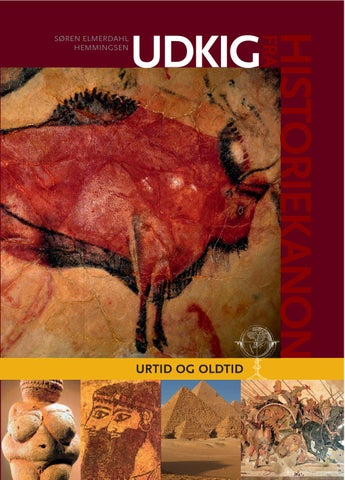 SØREN ELMERDAHL
HEMMINGSEN
UDKIG
FRA
HISTORIEKANON
URTID OG OLDTID